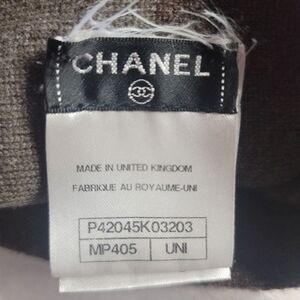 CHANEL
MADE IN UNITED KINGDOM
FABRIQUE AU ROYAUME-UNI
P42045K03203
MP405 UNI